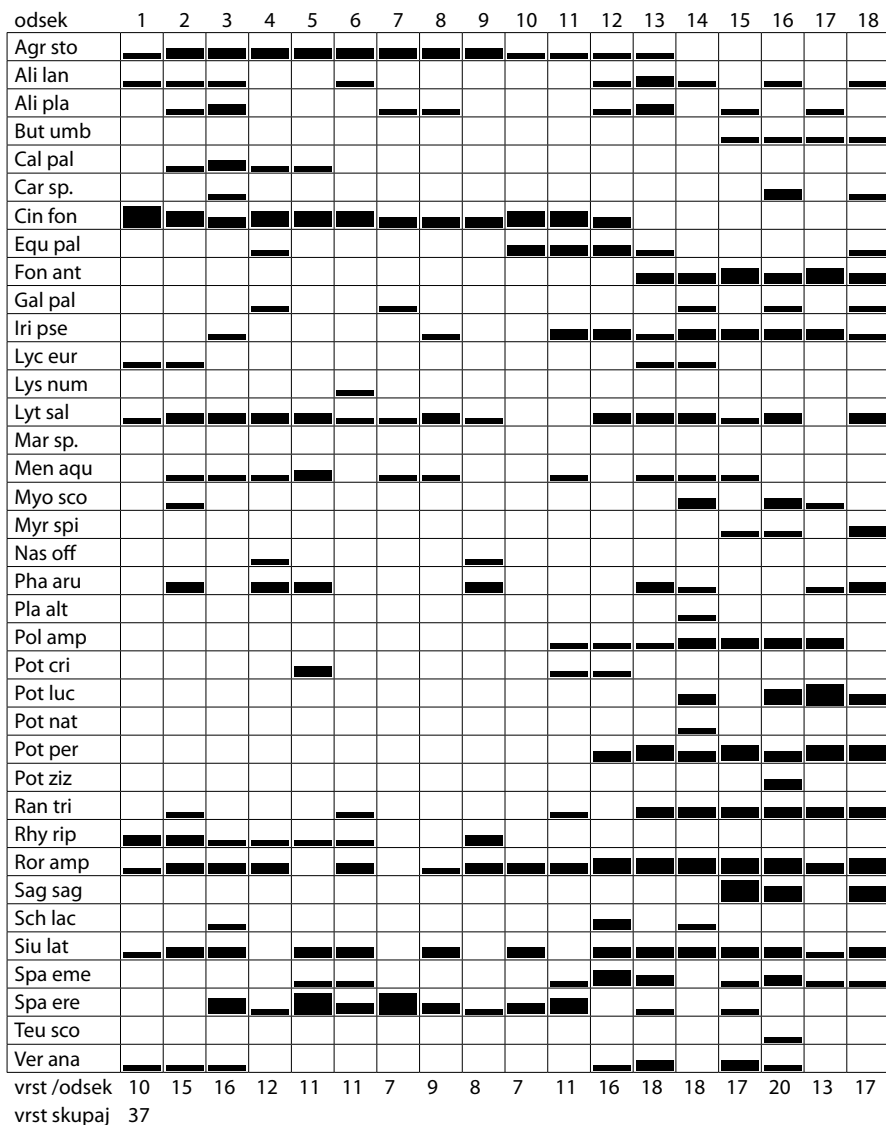 odsek 1 2 3 4 5 6 7 8 9 10 11 12 13 14 15 16 17 18
Agr sto
Ali lan
Ali pla
But umb
Cal pal
Car sp.
Cin fon
Equ pal
Fon ant
Gal pal
Iri pse
Lyc eur
Lys num
Lyt sal
Mar sp.
Men aqu
Myo sco
Myr spi
Nas off
Pha aru
Pla alt
Pol amp
Pot cri
Pot luc
Pot nat
Pot per
Pot ziz
Ran tri
Rhy rip
Ror amp
Sag sag
Sch lac
Siu lat
Spa eme
Spa ere
Teu sco
Ver ana
vrst /odsek 10 15 16 12 11 11 7 9 8 7 11 16 18 18 17 20 13 17
vrst skupaj 37